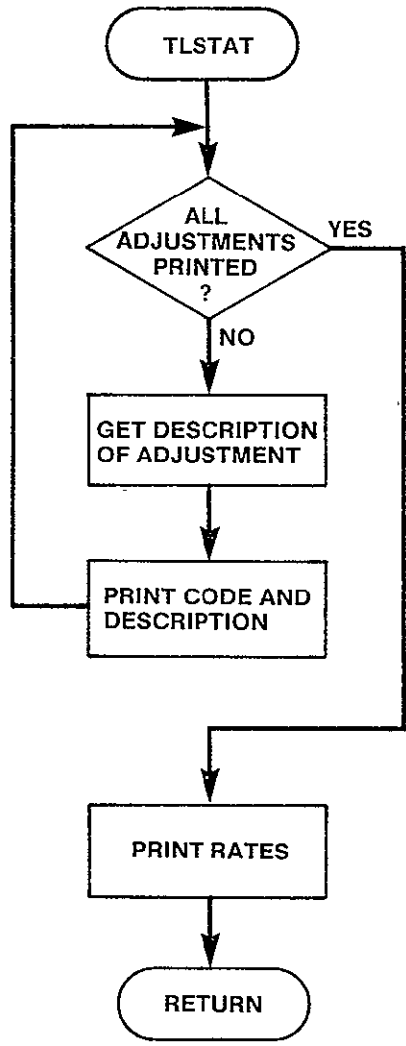 TLSTAT
ALL
ADJUSTMENTS
PRINTED
?
YES
NO
GET DESCRIPTION
OF ADJUSTMENT
PRINT CODE AND
DESCRIPTION
PRINT RATES
RETURN